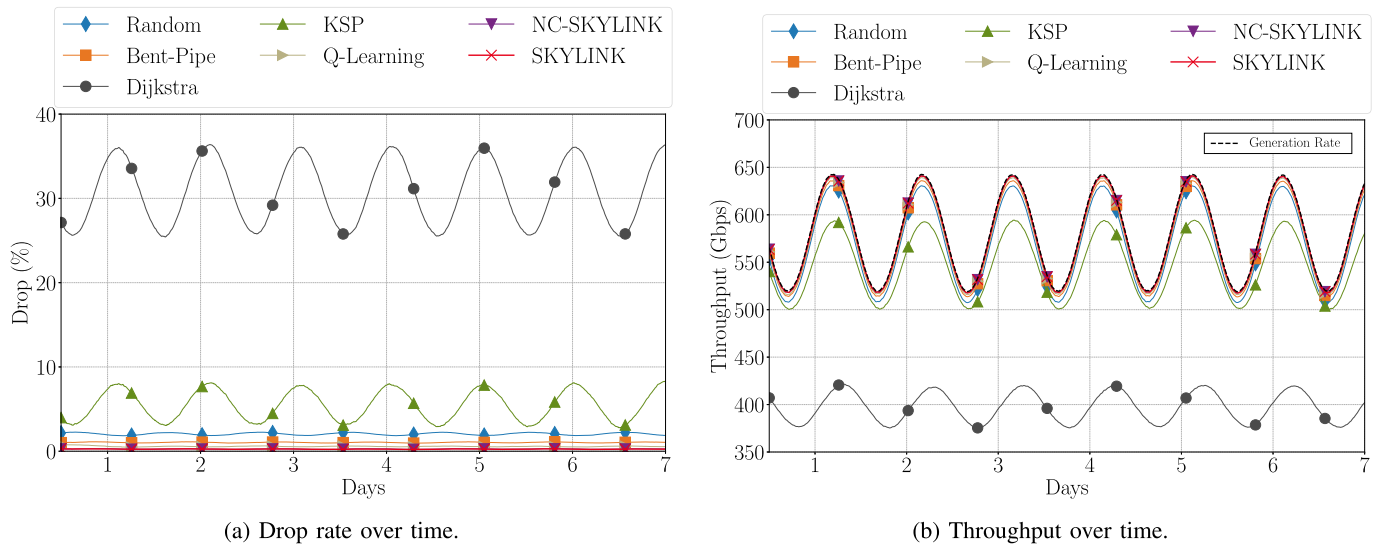 Random
KSP
NC-SKYLINK
Bent-Pipe
Q-Learning
SKYLINK
Dijkstra
40
30
20
10
0
Drop (%)
1
2
3
4
5
6
7
Days
(a) Drop rate over time.
Random
KSP
NC-SKYLINK
Bent-Pipe
Q-Learning
SKYLINK
Dijkstra
Generation Rate
700
650
600
550
500
450
400
350
Throughput (Gbps)
1
2
3
4
5
6
7
Days
(b) Throughput over time.